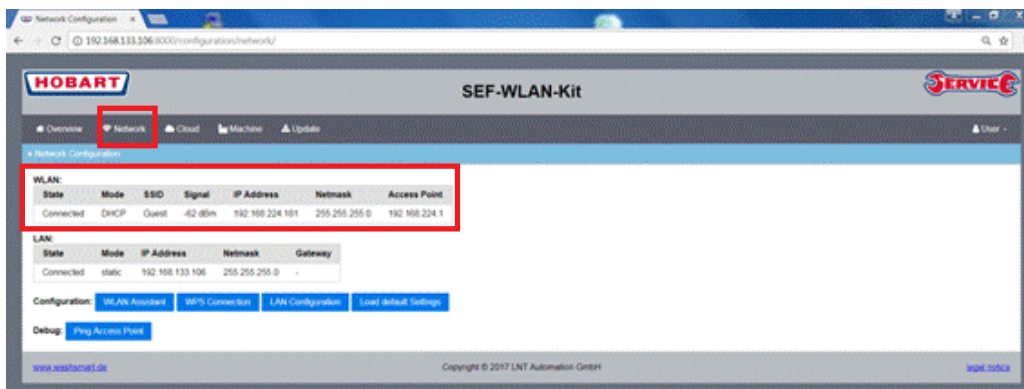 Network Configuration
192.168.133.106:8000/configuration/network/
HOBART
SEF-WLAN-Kit
SERVICE
Overview Network Cloud Machine Update User
Network Configuration
WLAN:
State Mode SSID Signal IP Address Netmask Access Point
Connected DHCP Guest -62 dBm 192.168.224.181 255.255.255.0 192.168.224.1
LAN:
State Mode IP Address Netmask Gateway
Connected static 192.168.133.106 255.255.255.0 -
Configuration: WLAN Assistant WPS Connection LAN Configuration Load default Settings
Debug: Ping Access Point
Copyright © 2017 LNT Automation GmbH
legal notice